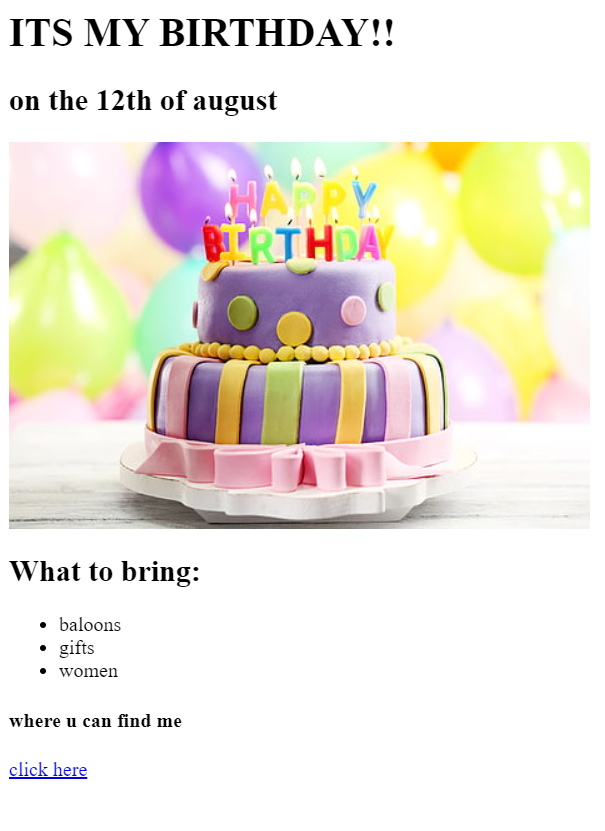 ITS MY BIRTHDAY!!
on the 12th of august
HAPPY
BIRTHDAY
What to bring:
baloons
gifts
women
where u can find me
click here